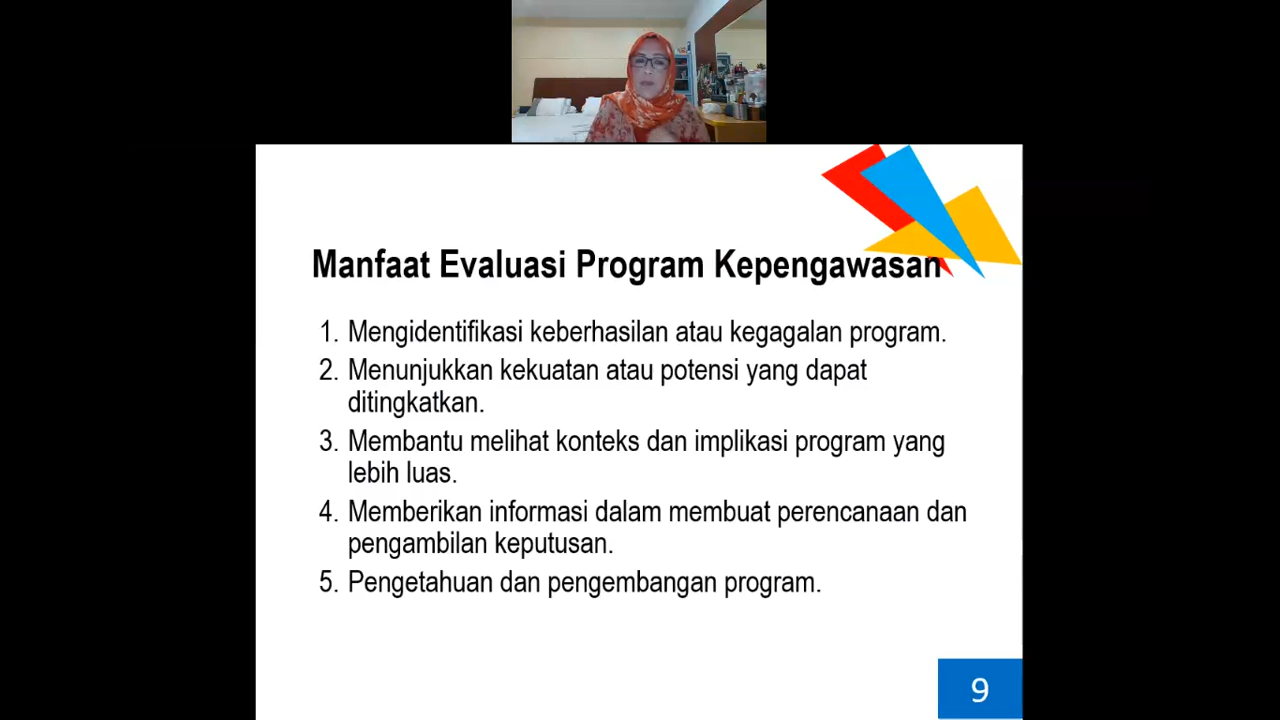 Manfaat Evaluasi Program Kepengawasan
1. Mengidentifikasi keberhasilan atau kegagalan program.
2. Menunjukkan kekuatan atau potensi yang dapat
ditingkatkan.
3. Membantu melihat konteks dan implikasi program yang
lebih luas.
4. Memberikan informasi dalam membuat perencanaan dan
pengambilan keputusan.
5. Pengetahuan dan pengembangan program.
9